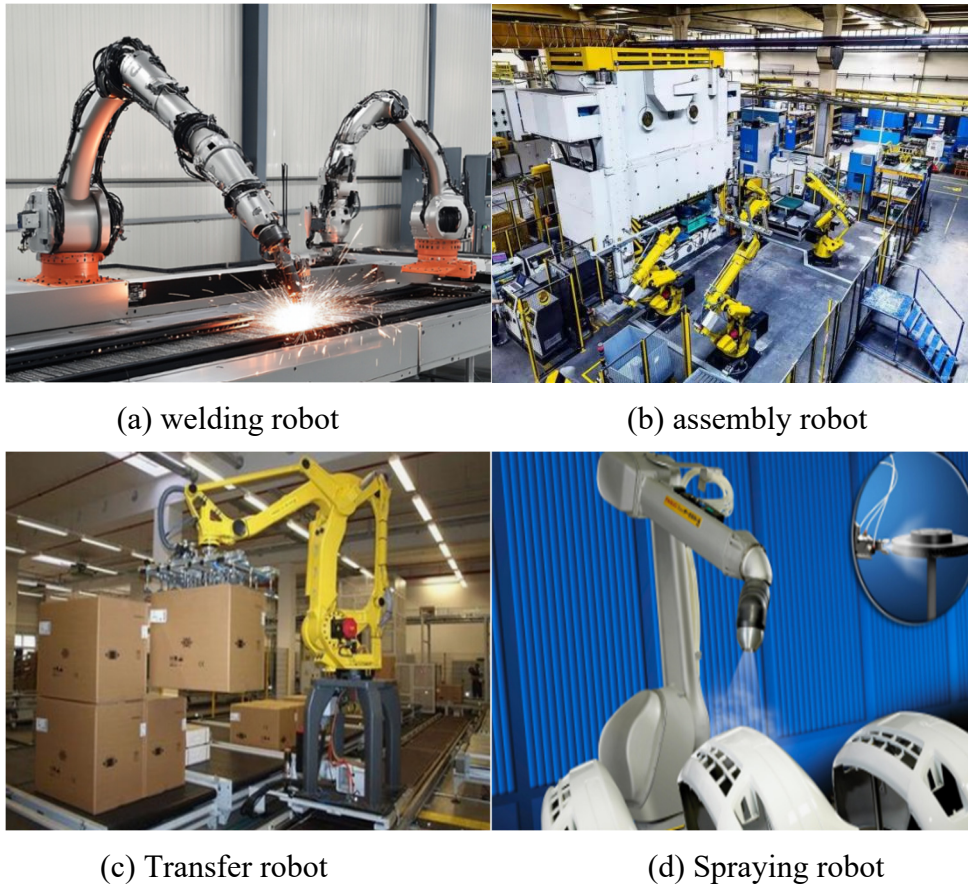 (a) welding robot
(b) assembly robot
(c) Transfer robot
(d) Spraying robot